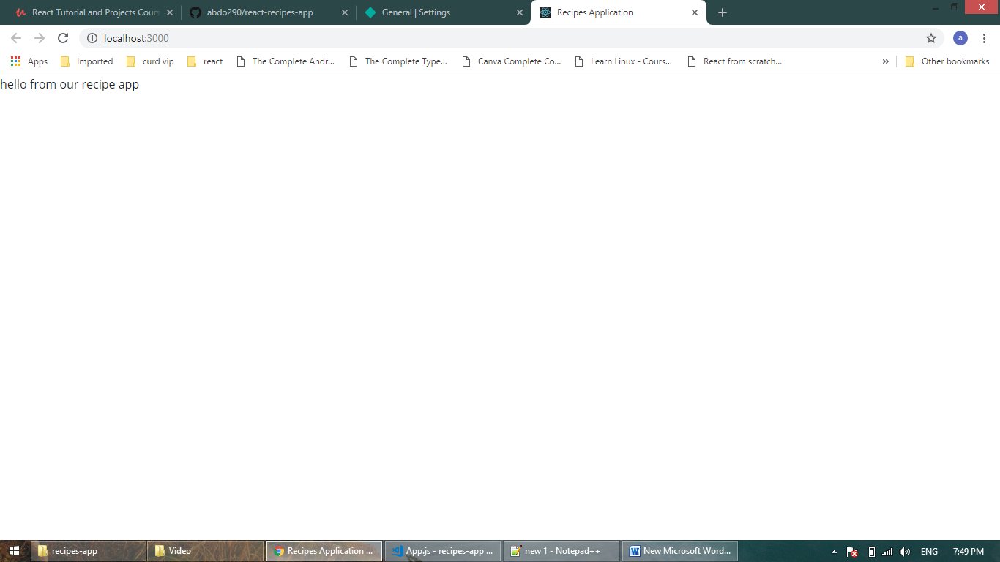 React Tutorial and Projects Cours
abdo290/react-recipes-app
General | Settings
Recipes Application
localhost:3000
a
Apps
Imported
curd vip
react
The Complete Andr...
The Complete Type...
Canva Complete Co...
Learn Linux - Cours...
React from scratch...
»
Other bookmarks
hello from our recipe app
recipes-app
Video
Recipes Application ...
App.js - recipes-app ...
new 1 - Notepad++
New Microsoft Word...
ENG
7:49 PM